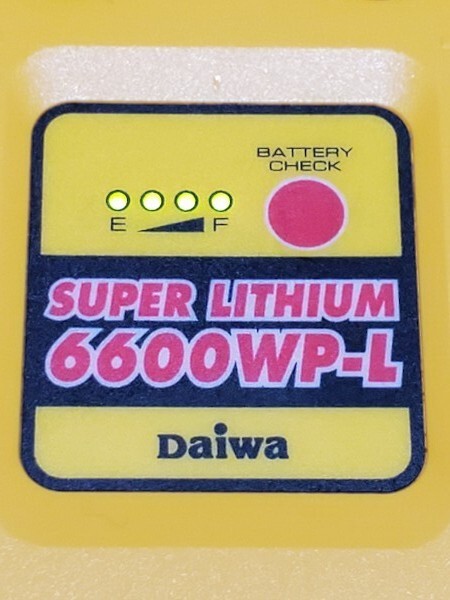 BATTERY
CHECK
E F
SUPER LITHIUM
6600WP-L
Daiwa